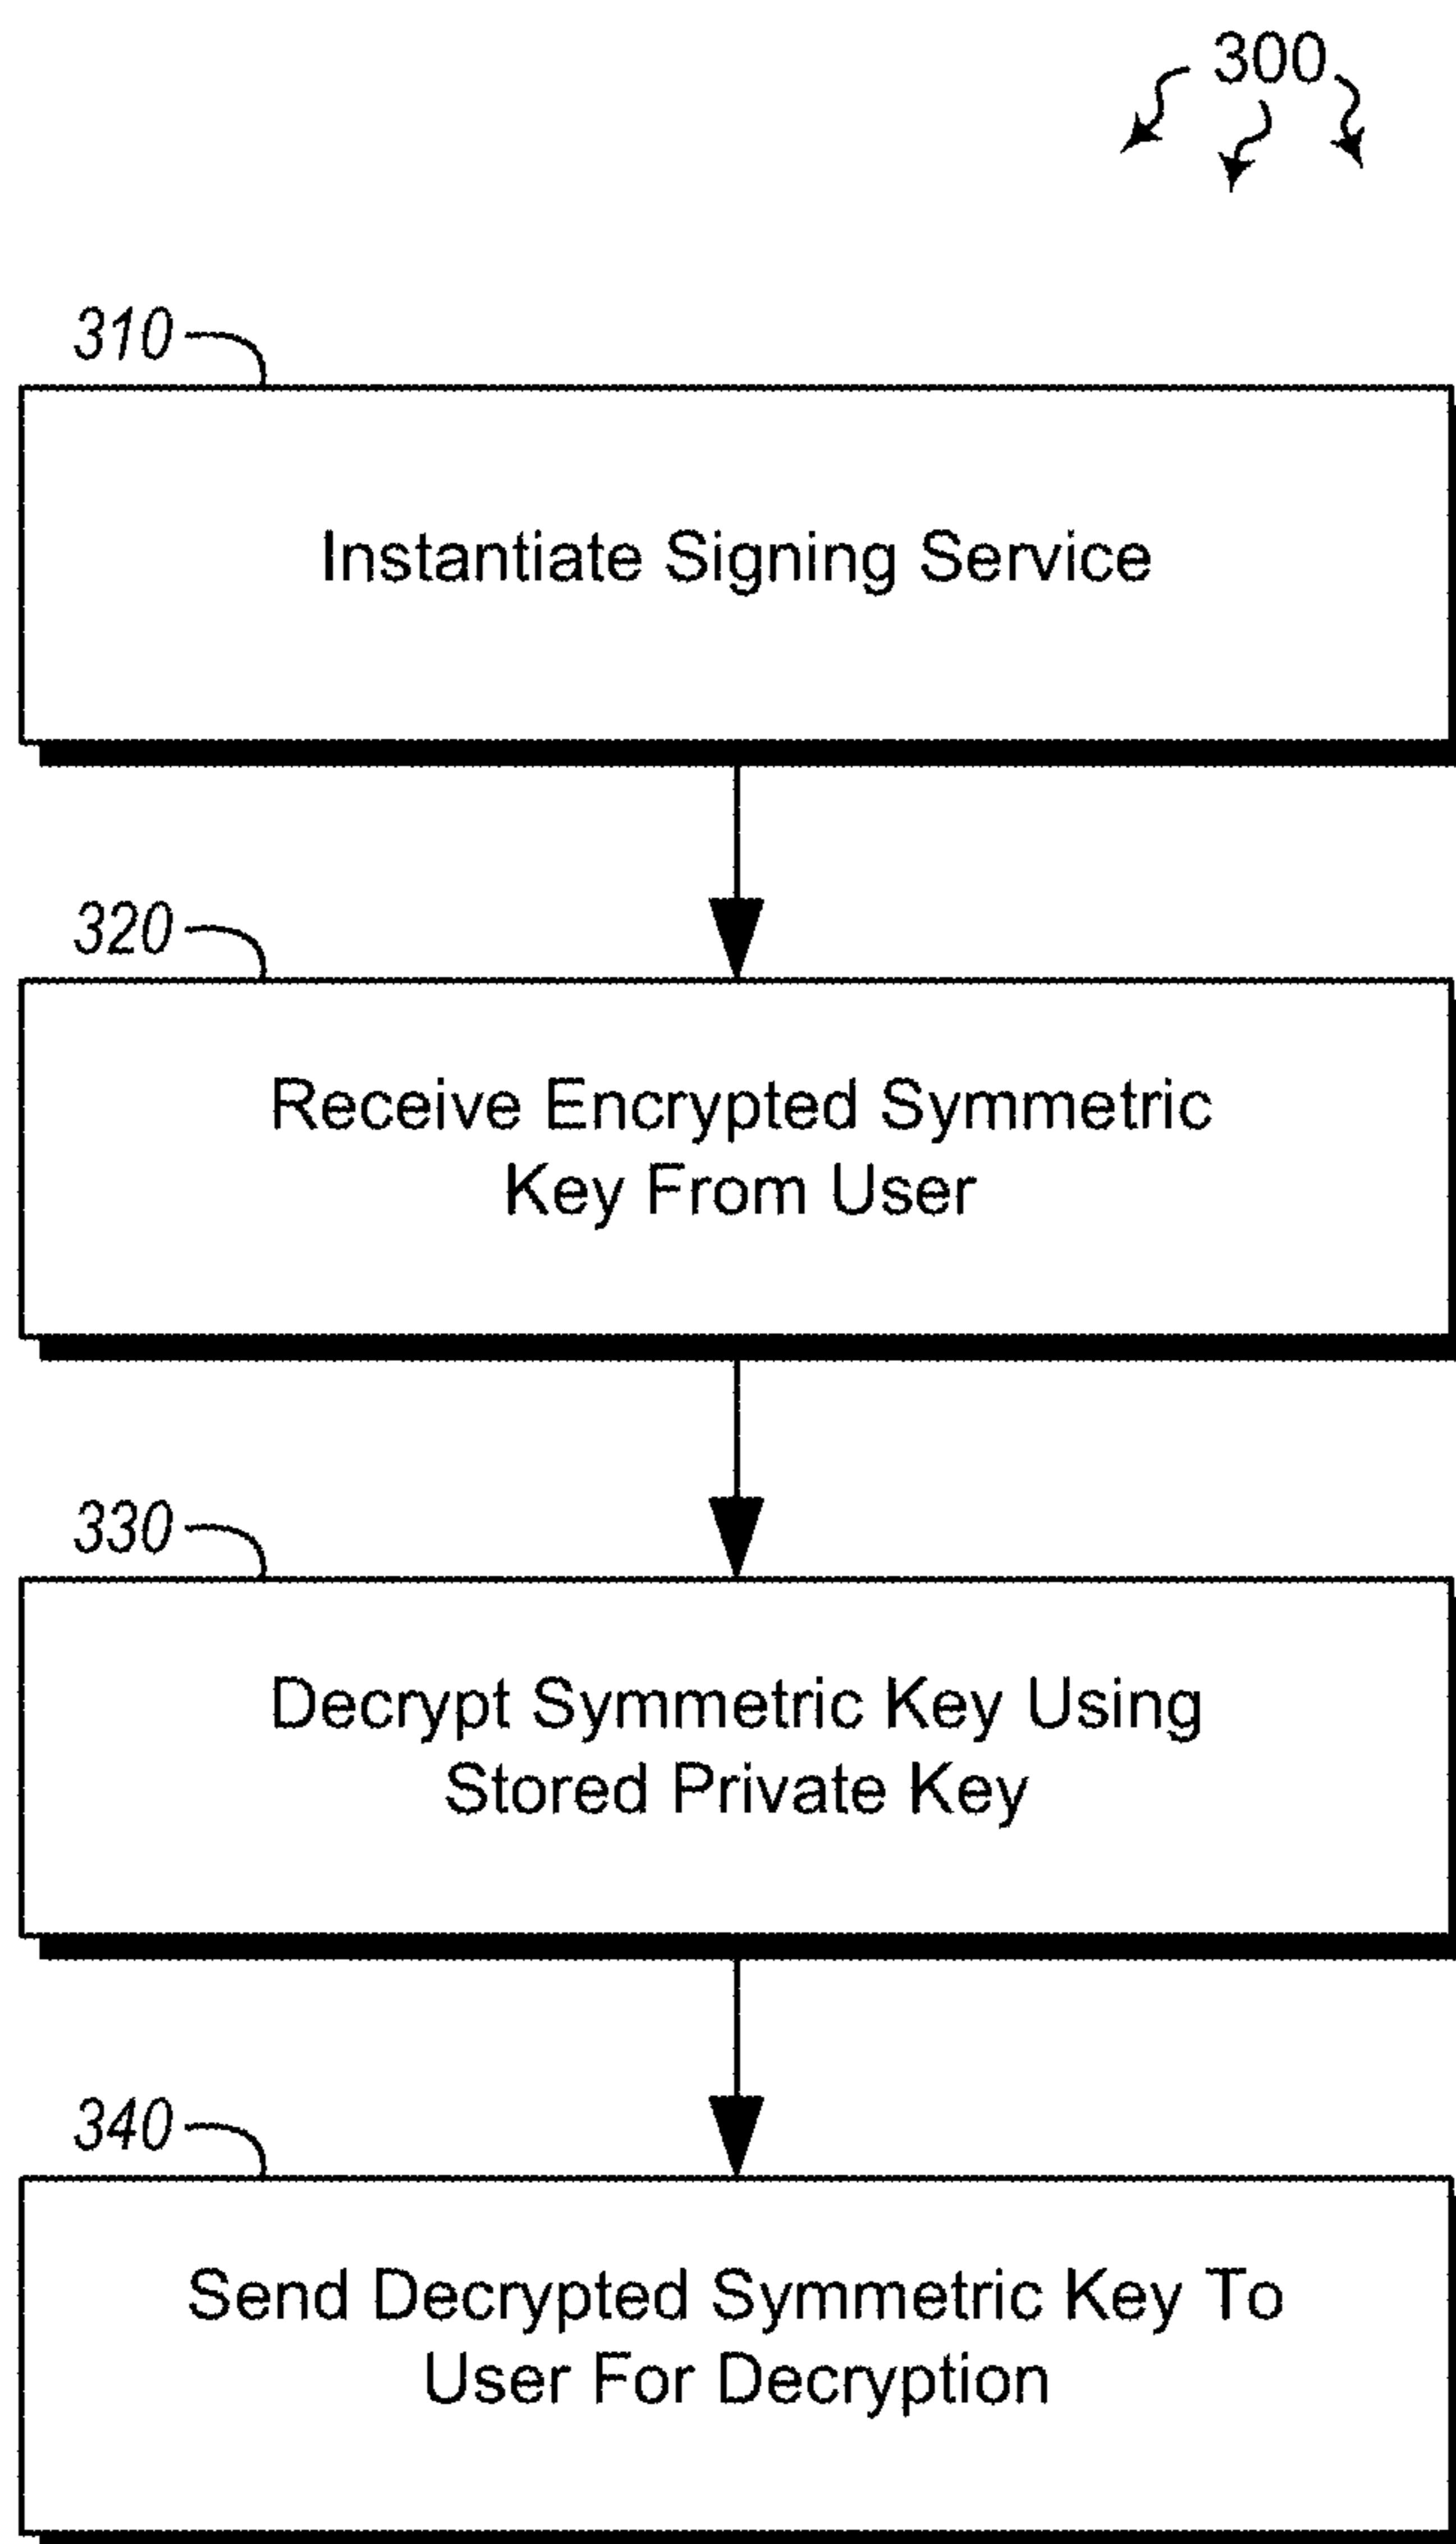 300
310
Instantiate Signing Service
320
Receive Encrypted Symmetric
Key From User
330
Decrypt Symmetric Key Using
Stored Private Key
340
Send Decrypted Symmetric Key To
User For Decryption